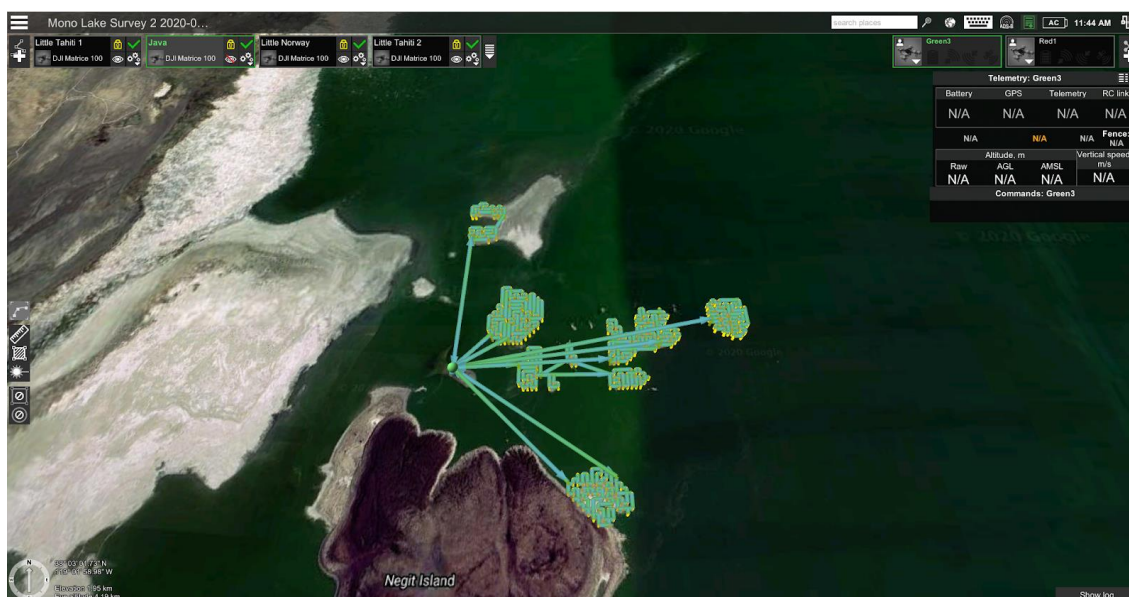 Mono Lake Survey 2 2020-0...
search places
ADS-B
AC
11:44 AM
Little Tahiti 1
DJI Matrice 100
Java
DJI Matrice 100
Little Norway
DJI Matrice 100
Little Tahiti 2
DJI Matrice 100
Green3
Red1
Telemetry: Green3
Battery GPS Telemetry RC link
N/A N/A N/A N/A
N/A N/A N/A Fence: N/A
Altitude, m Vertical speed, m/s
Raw AGL AMSL
N/A N/A N/A N/A
Commands: Green3
© 2020 Google
© 2020 Google
© 2020 Google
Negit Island
N
Show log